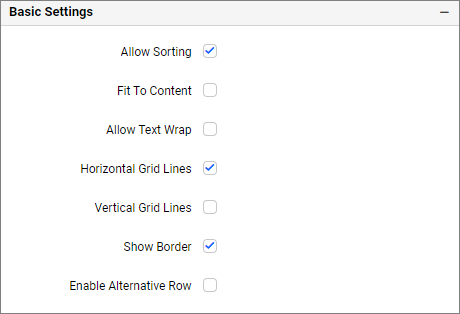 Basic Settings
Allow Sorting
Fit To Content
Allow Text Wrap
Horizontal Grid Lines
Vertical Grid Lines
Show Border
Enable Alternative Row